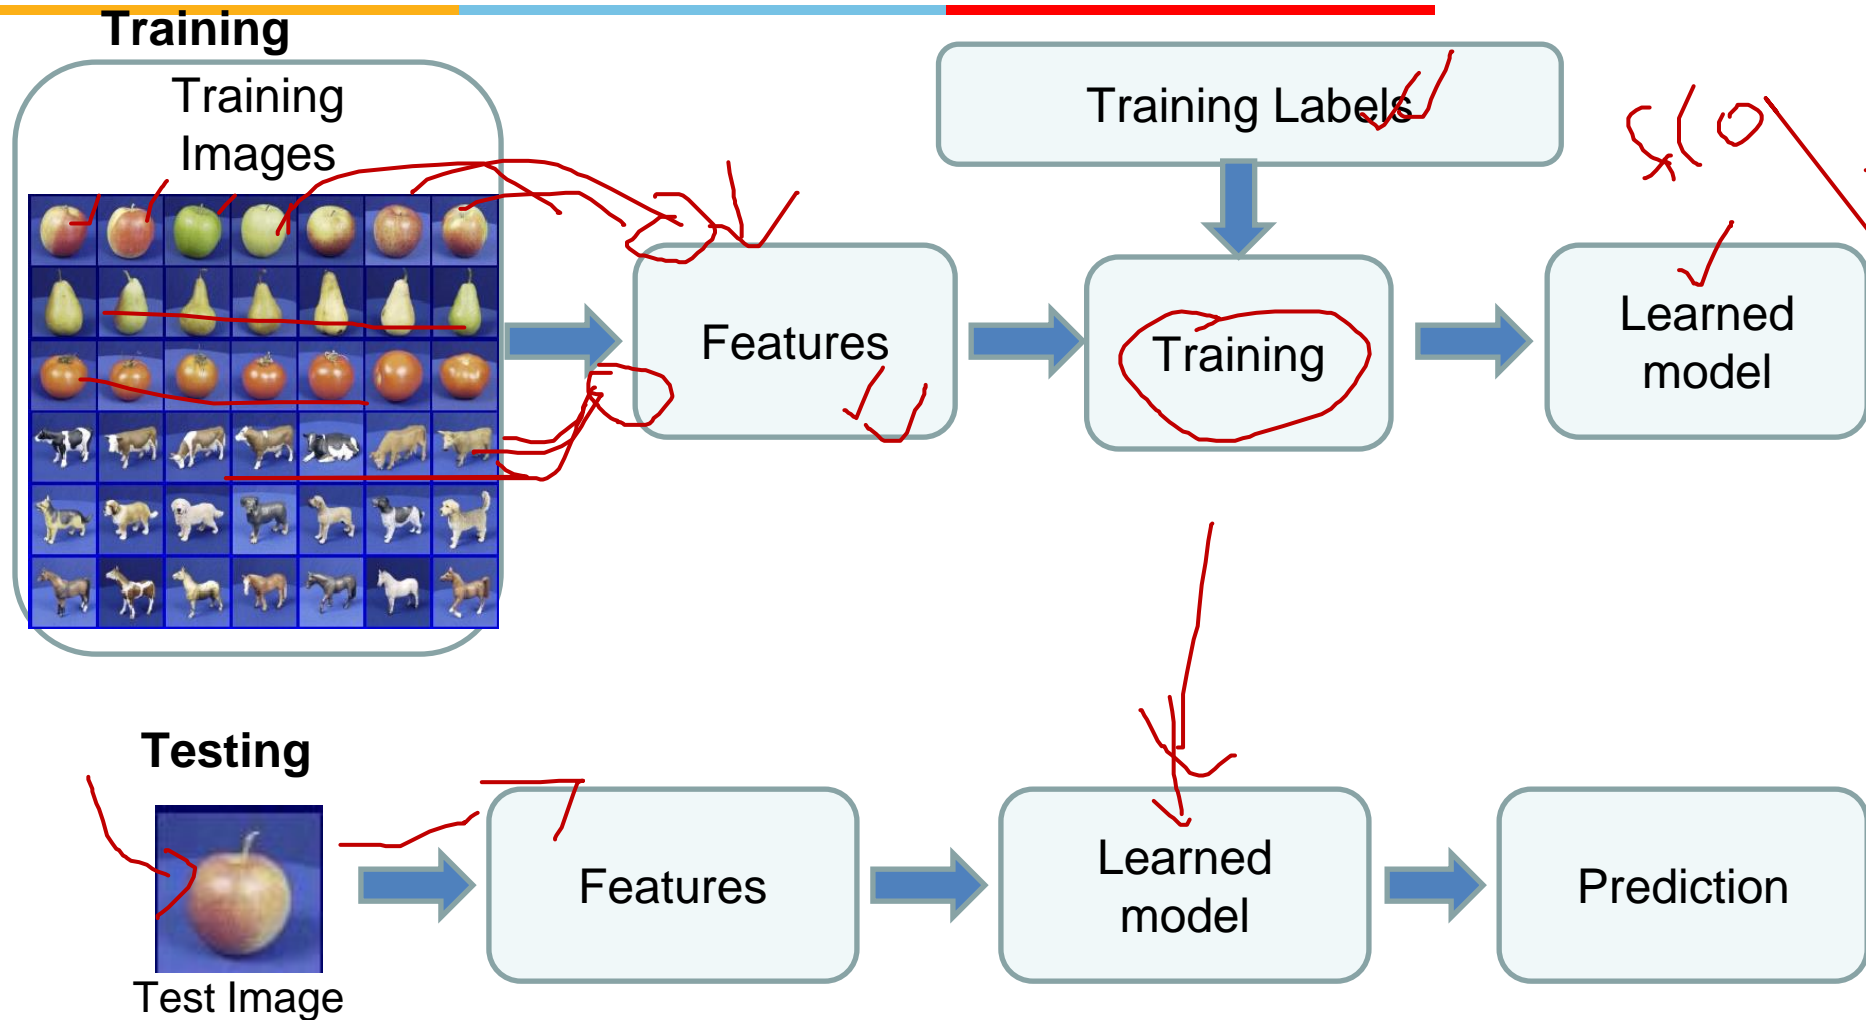 Training
Training
Images
Training Labels
Features
Training
Learned
model
Testing
Test Image
Features
Learned
model
Prediction